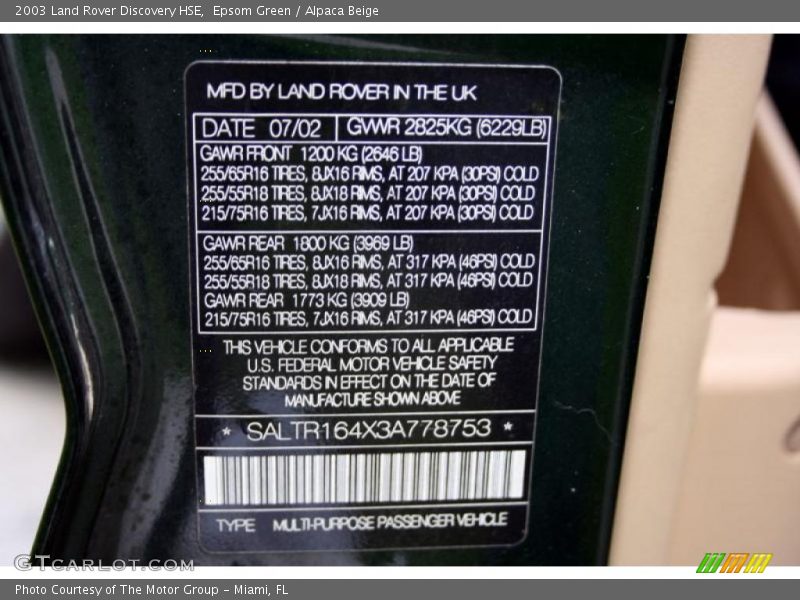 2003 Land Rover Discovery HSE,  Epsom Green / Alpaca Beige
MFD BY LAND ROVER IN THE UK
DATE 07/02 GVWR 2825KG (6229LB)
GAWR FRONT 1200 KG (2646 LB)
255/65R16 TIRES, 8JX16 RIMS, AT 207 KPA (30PSI) COLD
255/55R18 TIRES, 8JX18 RIMS, AT 207 KPA (30PSI) COLD
215/75R16 TIRES, 7JX16 RIMS, AT 207 KPA (30PSI) COLD
GAWR REAR 1800 KG (3969 LB)
255/65R16 TIRES, 8JX16 RIMS, AT 317 KPA (46PSI) COLD
255/55R18 TIRES, 8JX18 RIMS, AT 317 KPA (46PSI) COLD
GAWR REAR 1773 KG (3909 LB)
215/75R16 TIRES, 7JX16 RIMS, AT 317 KPA (46PSI) COLD
THIS VEHICLE CONFORMS TO ALL APPLICABLE
U.S. FEDERAL MOTOR VEHICLE SAFETY
STANDARDS IN EFFECT ON THE DATE OF
MANUFACTURE SHOWN ABOVE
* SALTR164X3A778753 *
TYPE MULTI-PURPOSE PASSENGER VEHICLE
GTCARLOT.COM
Photo Courtesy of The Motor Group - Miami, FL